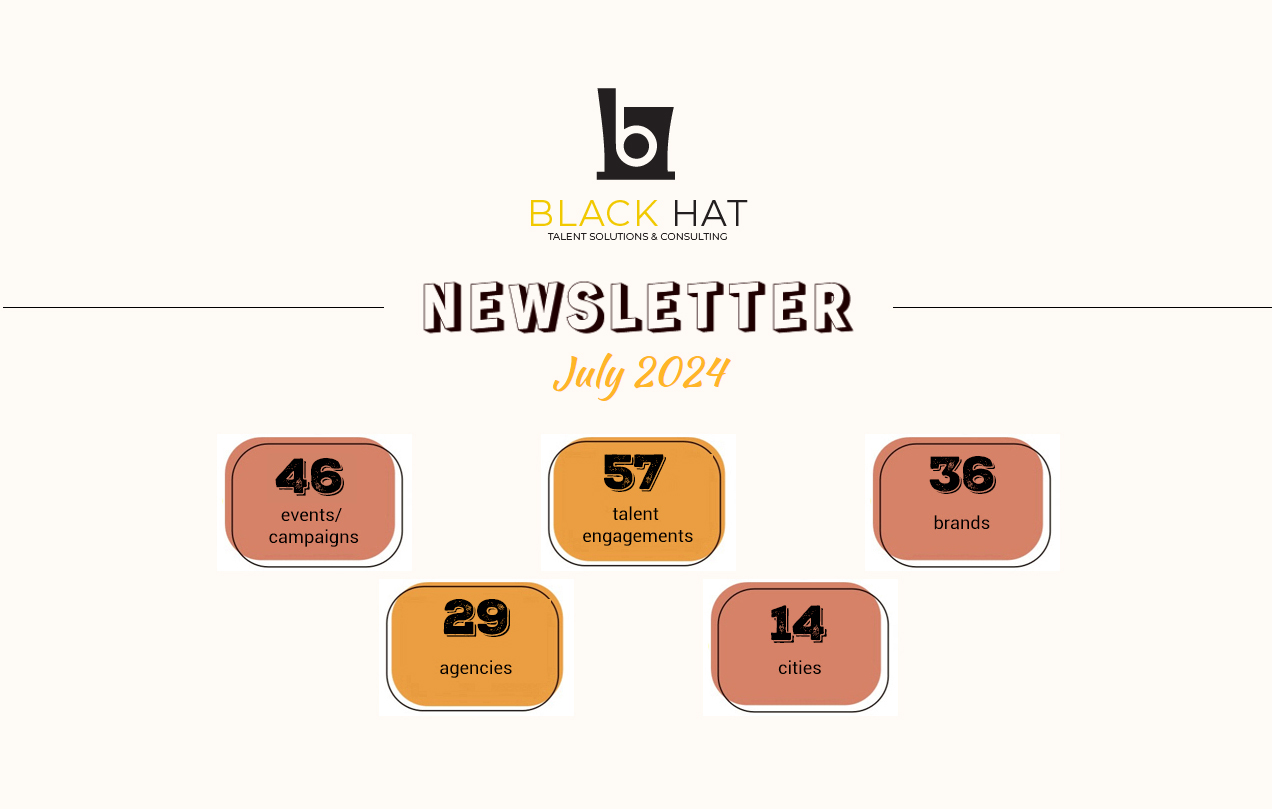 b
BLACK HAT
TALENT SOLUTIONS & CONSULTING
NEWSLETTER
July 2024
46
events/
campaigns
57
talent
engagements
36
brands
29
agencies
14
cities